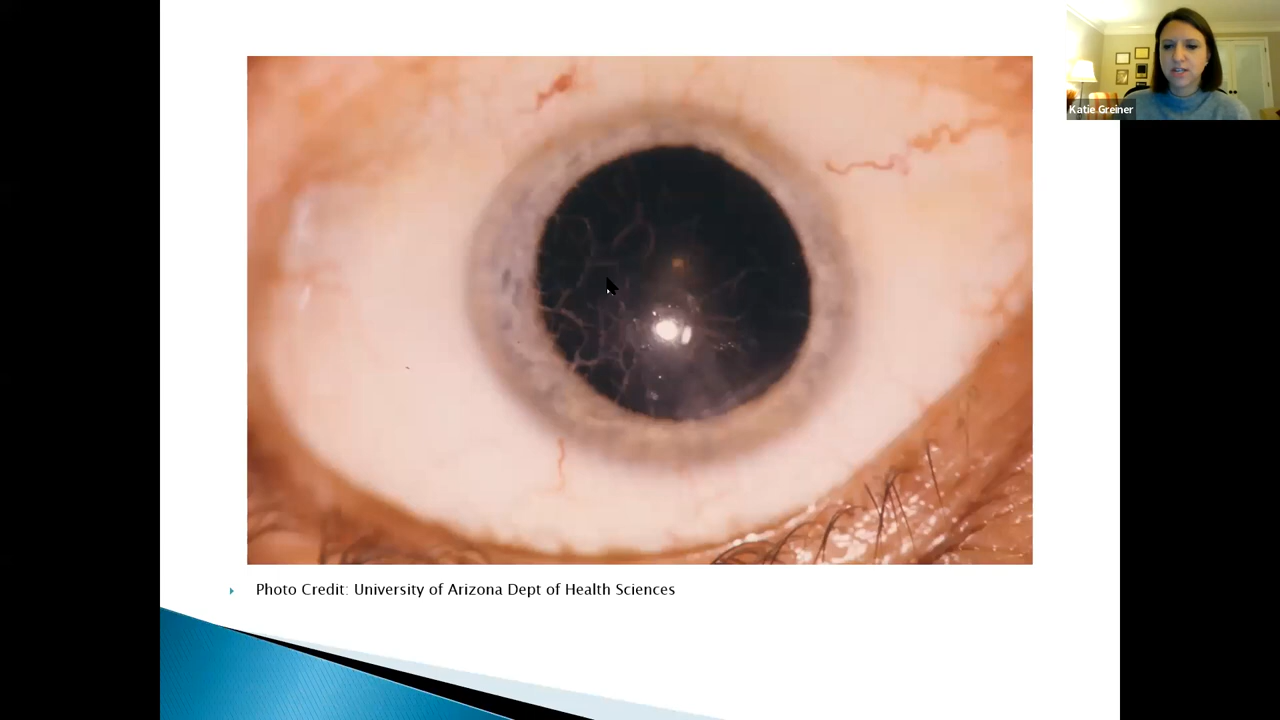 Katie Greiner
Photo Credit: University of Arizona Dept of Health Sciences